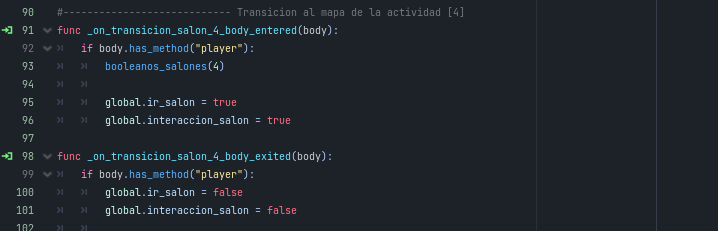 90 #---------------------------- Transicion al mapa de la actividad [4]
91 func _on_transicion_salon_4_body_entered(body):
92 if body.has_method("player"):
93 booleanos_salones(4)
94
95 global.ir_salon = true
96 global.interaccion_salon = true
97
98 func _on_transicion_salon_4_body_exited(body):
99 if body.has_method("player"):
100 global.ir_salon = false
101 global.interaccion_salon = false
102